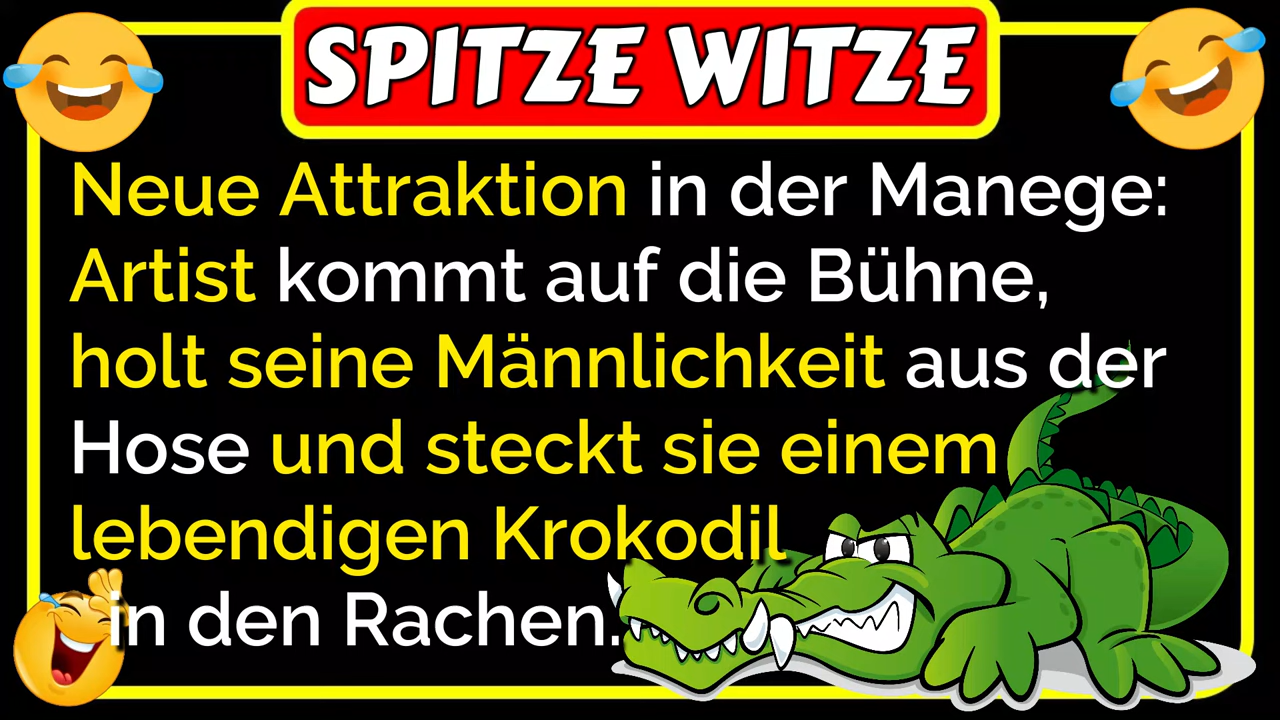 SPITZE WITZE
Neue Attraktion in der Manege:
Artist kommt auf die Bühne,
holt seine Männlichkeit aus der
Hose und steckt sie einem
lebendigen Krokodil
in den Rachen.